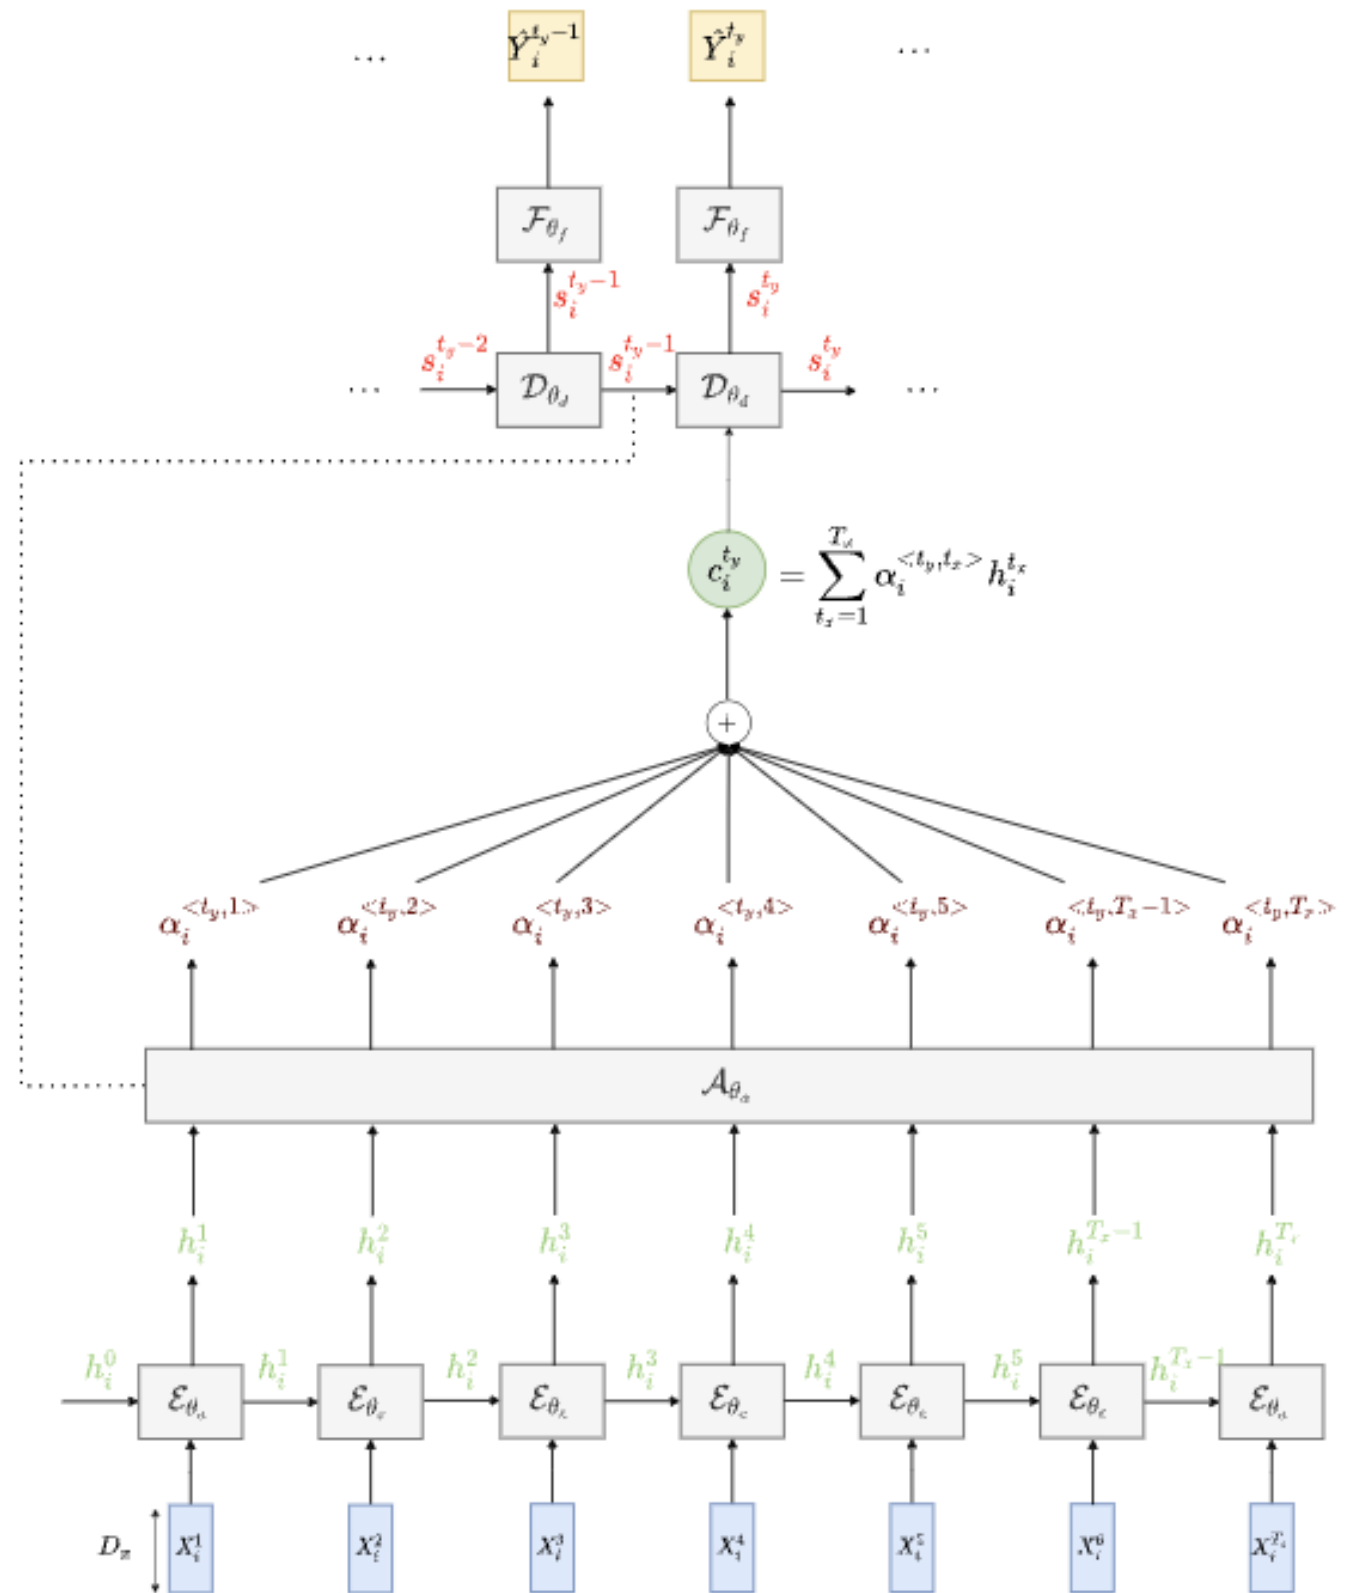 ... Ŷ_i^{t_y-1} Ŷ_i^{t_y} ...
𝓕_{θ_f} 𝓕_{θ_f}
s_i^{t_y-1} s_i^{t_y}
s_i^{t_y-2} s_i^{t_y-1} s_i^{t_y}
... 𝓓_{θ_d} 𝓓_{θ_d} ...
c_i^{t_y} = ∑_{t_x=1}^{T_x} α_i^{<t_y,t_x>} h_i^{t_x}
+
α_i^{<t_y,1>} α_i^{<t_y,2>} α_i^{<t_y,3>} α_i^{<t_y,4>} α_i^{<t_y,5>} α_i^{<t_y,T_x-1>} α_i^{<t_y,T_x>}
𝓐_{θ_a}
h_i^1 h_i^2 h_i^3 h_i^4 h_i^5 h_i^{T_x-1} h_i^{T_x}
h_i^0 h_i^1 h_i^2 h_i^3 h_i^4 h_i^5 h_i^{T_x-1}
𝓔_{θ_e} 𝓔_{θ_e} 𝓔_{θ_e} 𝓔_{θ_e} 𝓔_{θ_e} 𝓔_{θ_e} 𝓔_{θ_e}
D_x X_i^1 X_i^2 X_i^3 X_i^4 X_i^5 X_i^6 X_i^{T_x}